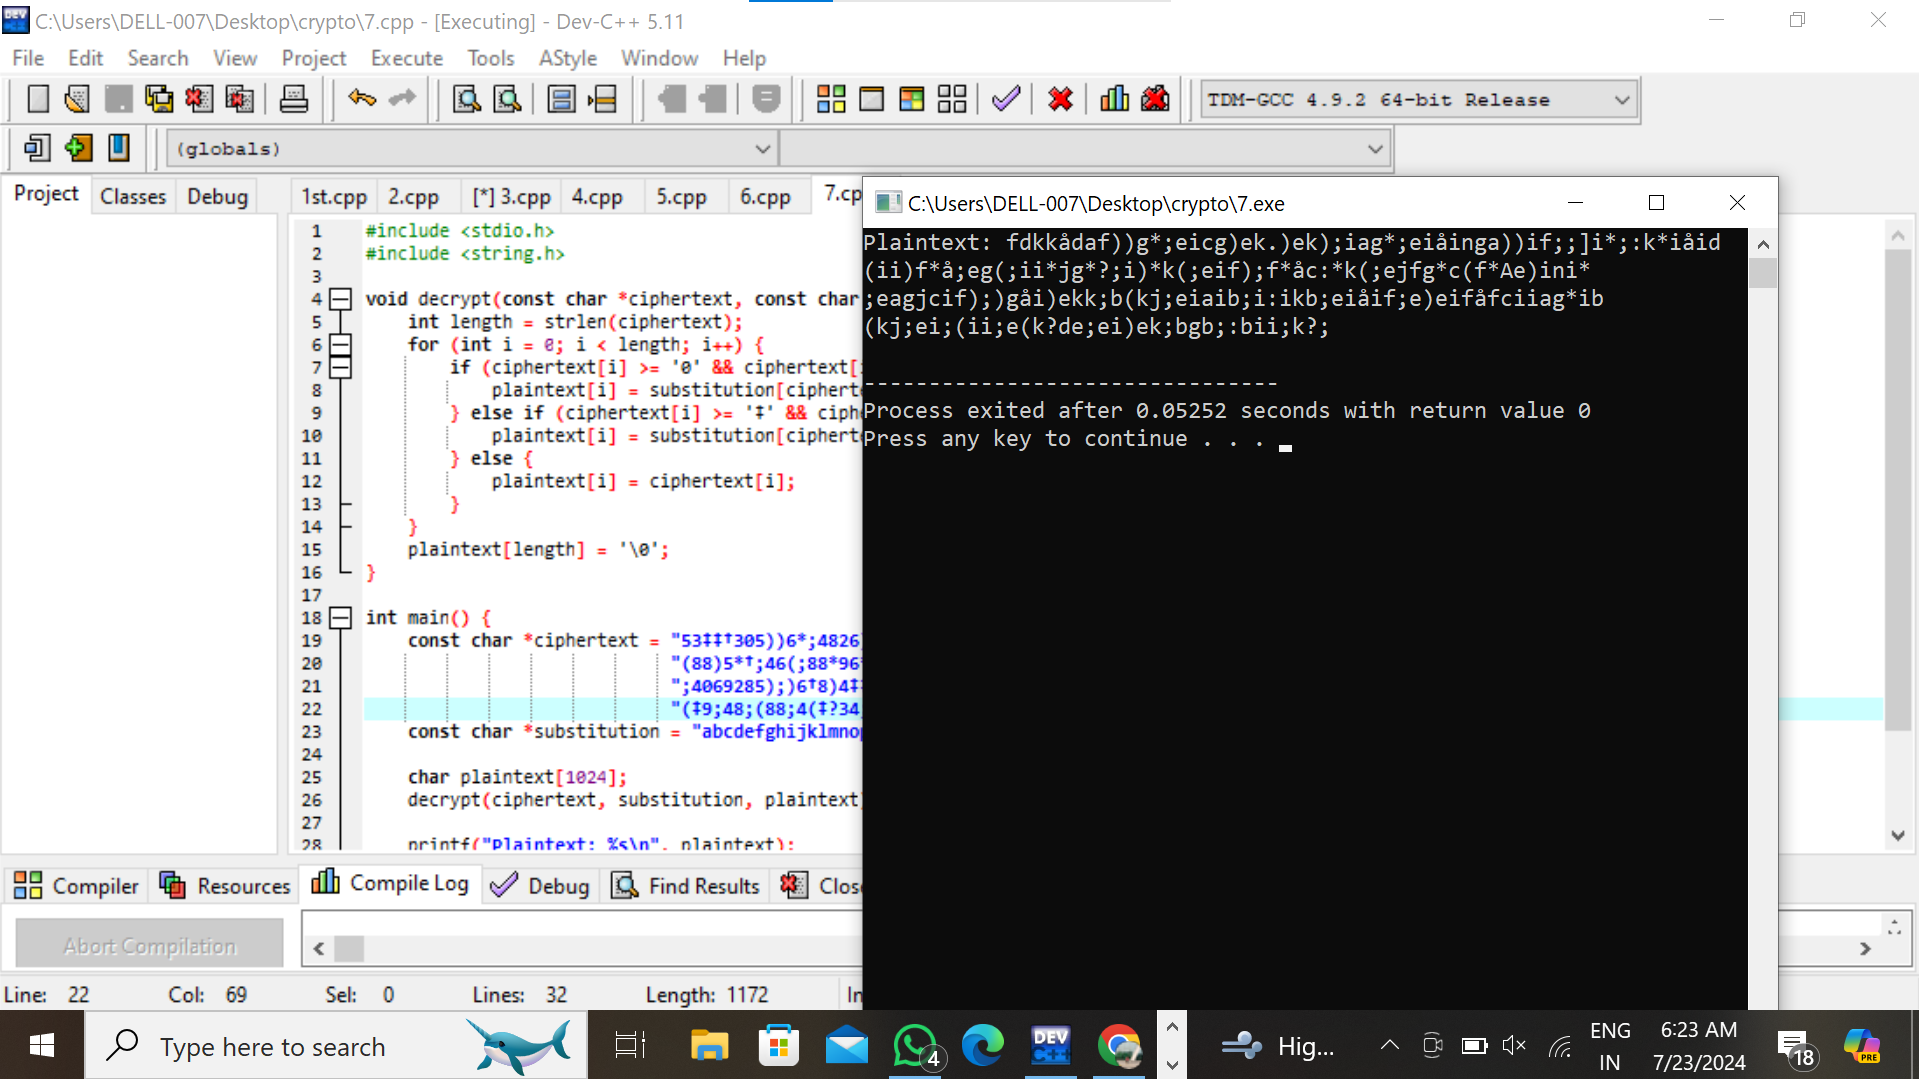 C:\Users\DELL-007\Desktop\crypto\7.cpp - [Executing] - Dev-C++ 5.11
File Edit Search View Project Execute Tools AStyle Window Help
TDM-GCC 4.9.2 64-bit Release
(globals)
Project Classes Debug
1st.cpp 2.cpp [*] 3.cpp 4.cpp 5.cpp 6.cpp 7.cp
1 #include <stdio.h>
2 #include <string.h>
3
4 void decrypt(const char *ciphertext, const char
5 int length = strlen(ciphertext);
6 for (int i = 0; i < length; i++) {
7 if (ciphertext[i] >= '0' && ciphertext[i
8 plaintext[i] = substitution[cipherte
9 } else if (ciphertext[i] >= '‡' && ciph
10 plaintext[i] = substitution[cipherte
11 } else {
12 plaintext[i] = ciphertext[i];
13 }
14 }
15 plaintext[length] = '\0';
16 }
17
18 int main() {
19 const char *ciphertext = "53‡‡†305))6*;4826)
20 "(88)5*†;46(;88*96*
21 ";4069285);)6†8)4‡‡
22 "(‡9;48;(88;4(‡?34
23 const char *substitution = "abcdefghijklmnop
24
25 char plaintext[1024];
26 decrypt(ciphertext, substitution, plaintext)
27
28 printf("Plaintext: %s\n", plaintext);
C:\Users\DELL-007\Desktop\crypto\7.exe
Plaintext: fdkkådaf))g*;eicg)ek.)ek);iag*;eiåinga))if;;]i*;:k*iåid
(ii)f*å;eg(;ii*jg*?;i)*k(;eif);f*åc:*k(;ejfg*c(f*Ae)ini*
;eagjcif);)gåi)ekk;b(kj;eiaib;i:ikb;eiåif;e)eifåfciiag*ib
(kj;ei;(ii;e(k?de;ei)ek;bgb;:bii;k?;
--------------------------------
Process exited after 0.05252 seconds with return value 0
Press any key to continue . . .
Compiler Resources Compile Log Debug Find Results Clos
Abort Compilation
Line: 22 Col: 69 Sel: 0 Lines: 32 Length: 1172 In
Type here to search
DEV C++
4
Hig...
ENG
IN
6:23 AM
7/23/2024
18
PRE